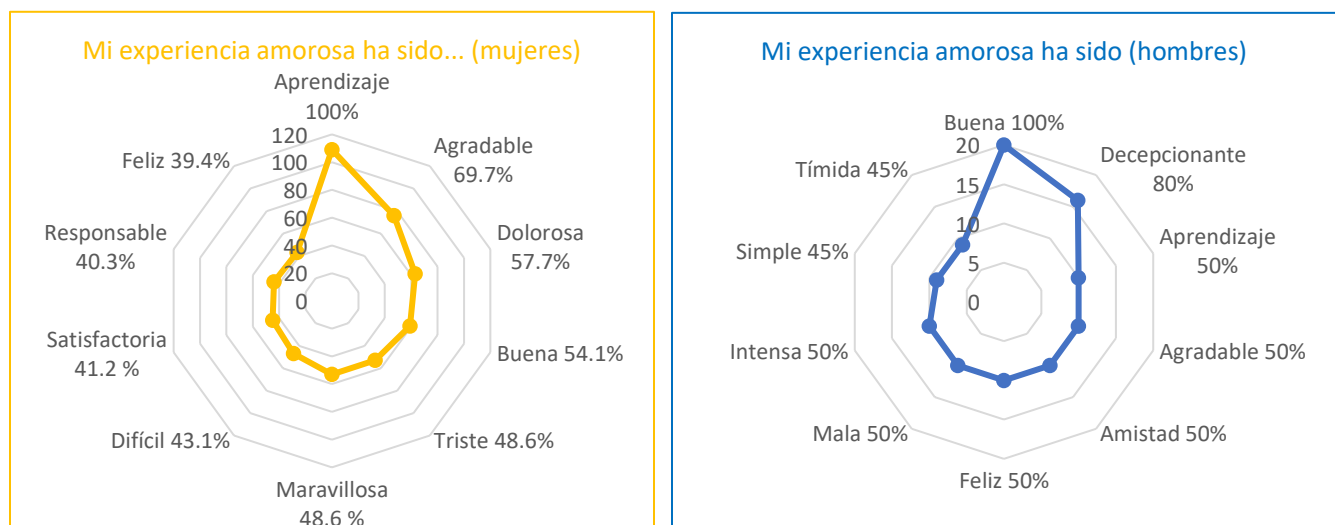 Mi experiencia amorosa ha sido... (mujeres)
Aprendizaje
100%
Agradable
69.7%
Dolorosa
57.7%
Buena 54.1%
Triste 48.6%
Maravillosa
48.6 %
Difícil 43.1%
Satisfactoria
41.2 %
Responsable
40.3%
Feliz 39.4%
120
100
80
60
40
20
0
Mi experiencia amorosa ha sido (hombres)
Buena 100%
Decepcionante
80%
Aprendizaje
50%
Agradable 50%
Amistad 50%
Feliz 50%
Mala 50%
Intensa 50%
Simple 45%
Tímida 45%
20
15
10
5
0